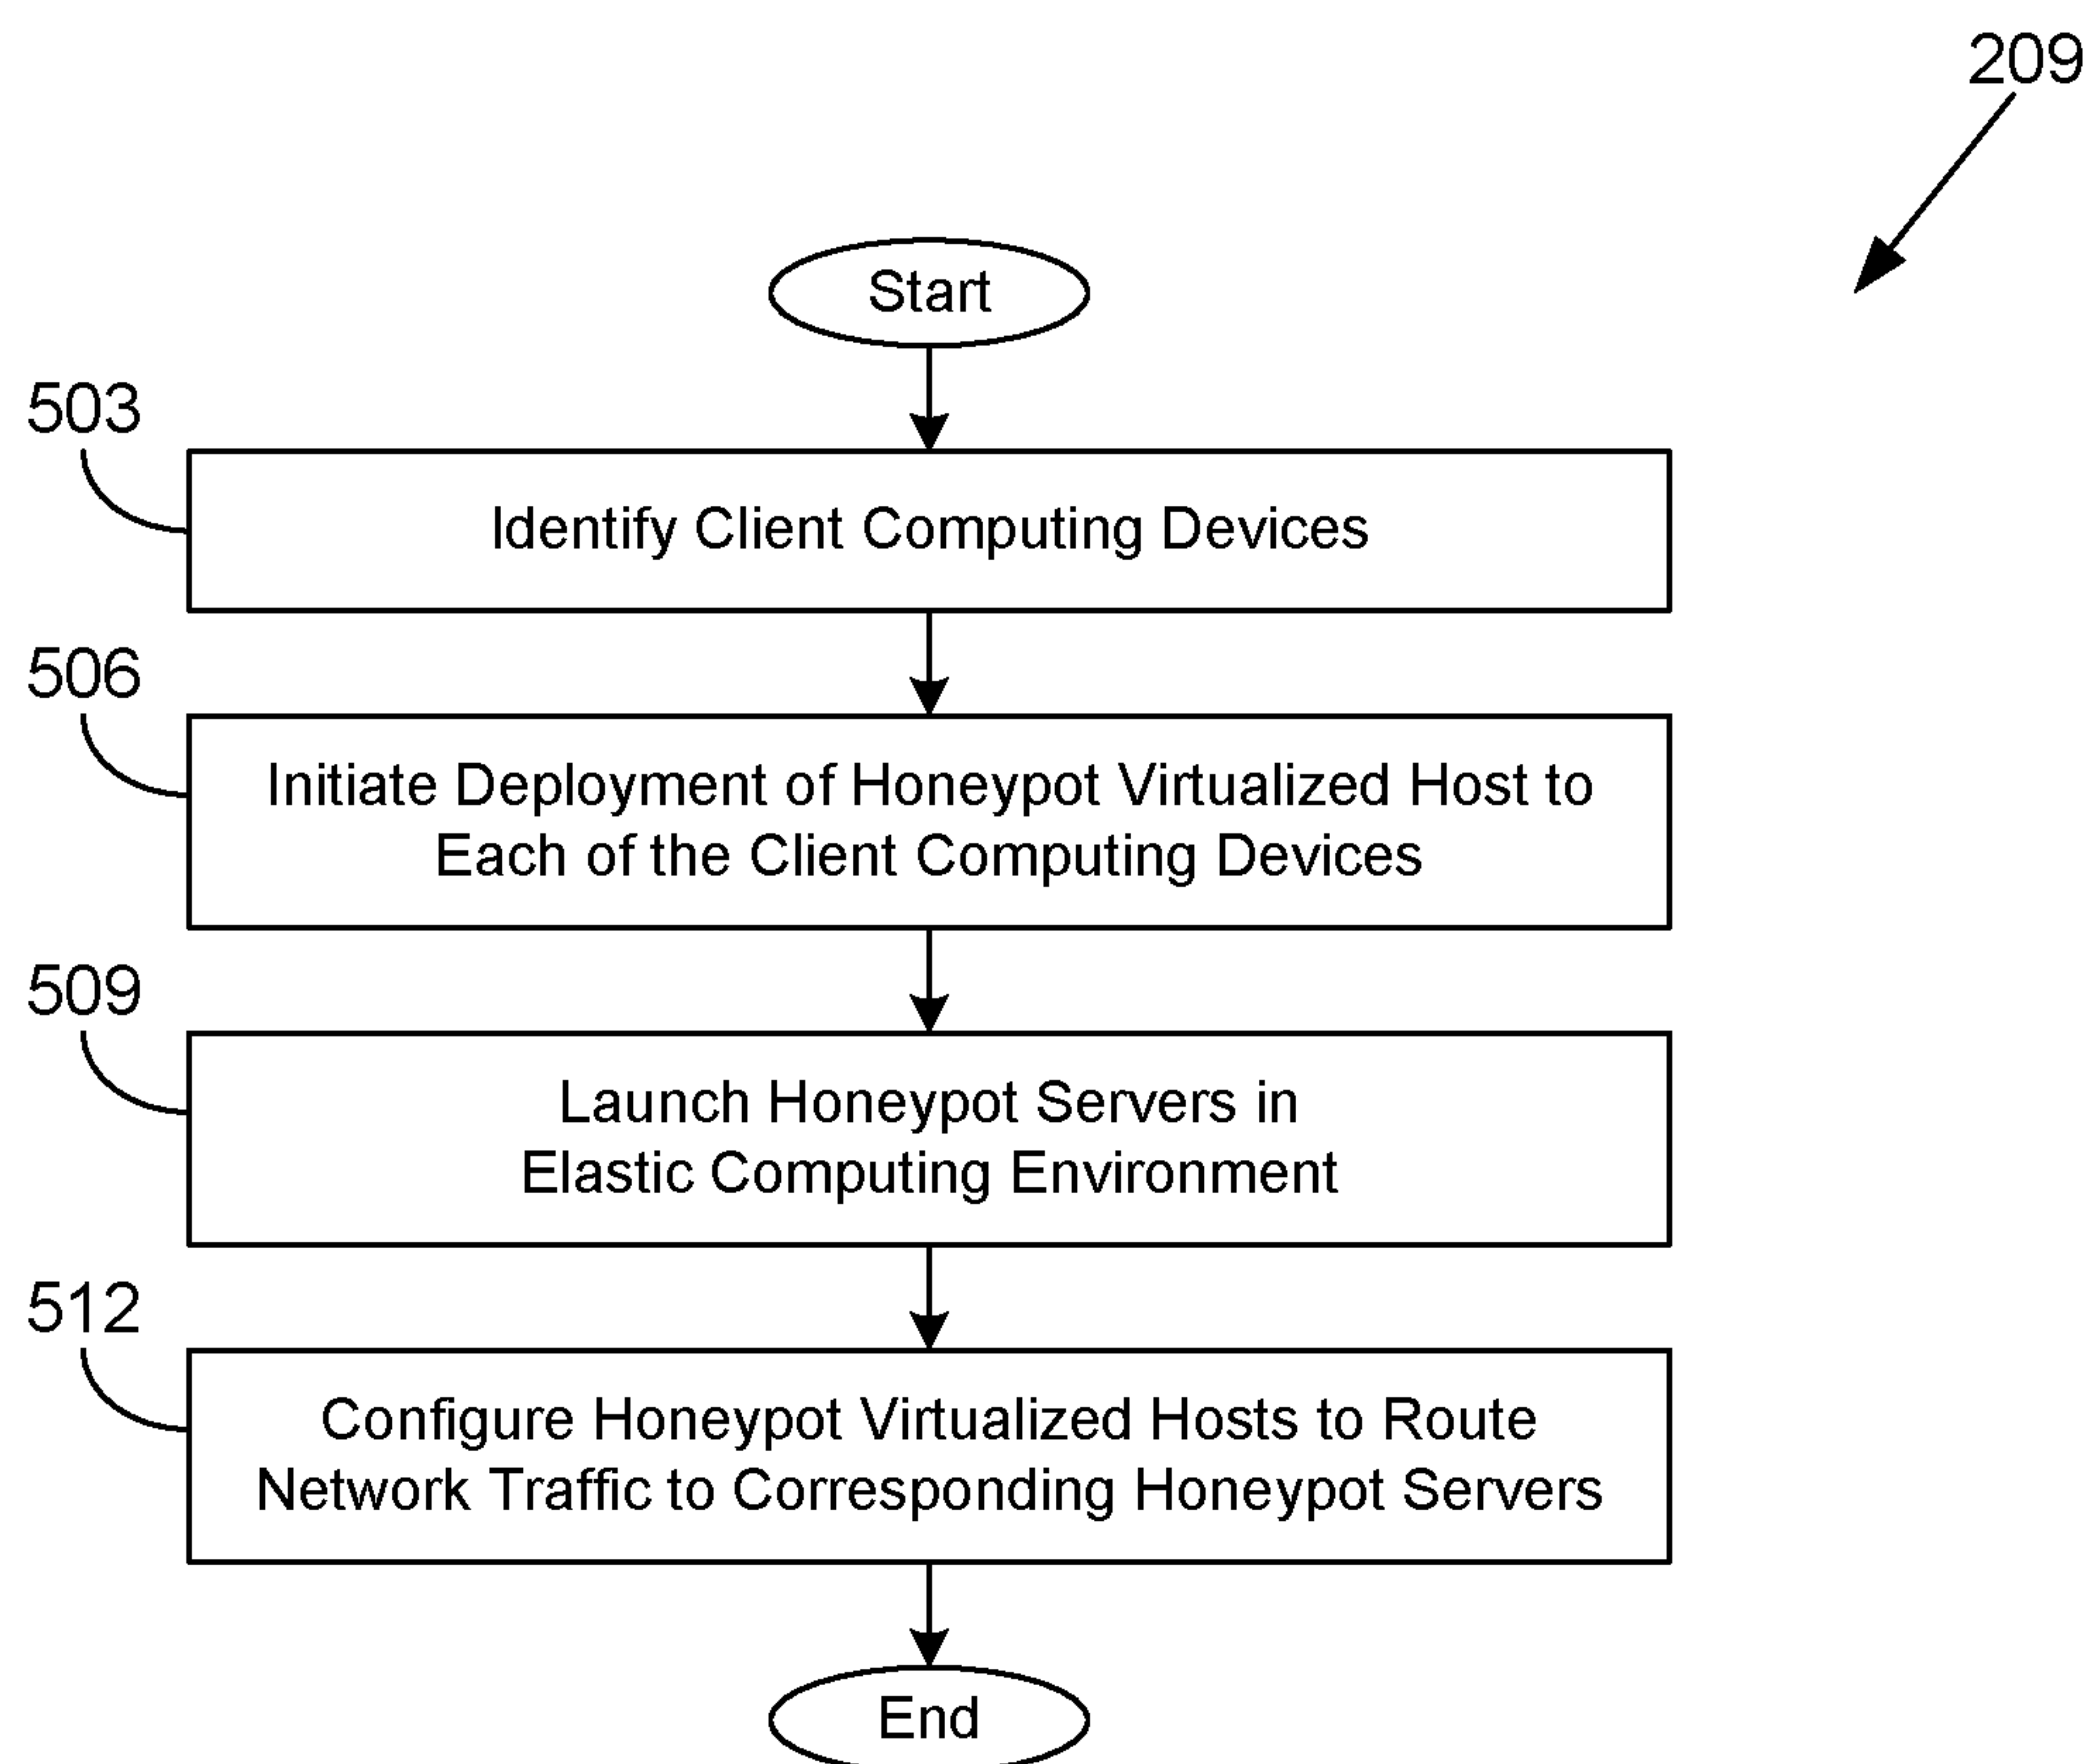 209
Start
503
Identify Client Computing Devices
506
Initiate Deployment of Honeypot Virtualized Host to
Each of the Client Computing Devices
509
Launch Honeypot Servers in
Elastic Computing Environment
512
Configure Honeypot Virtualized Hosts to Route
Network Traffic to Corresponding Honeypot Servers
End